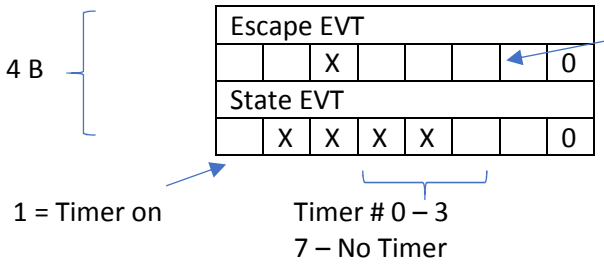 Escape EVT
X 0
4 B
State EVT
X X X X 0
1 = Timer on
Timer # 0 – 3
7 – No Timer